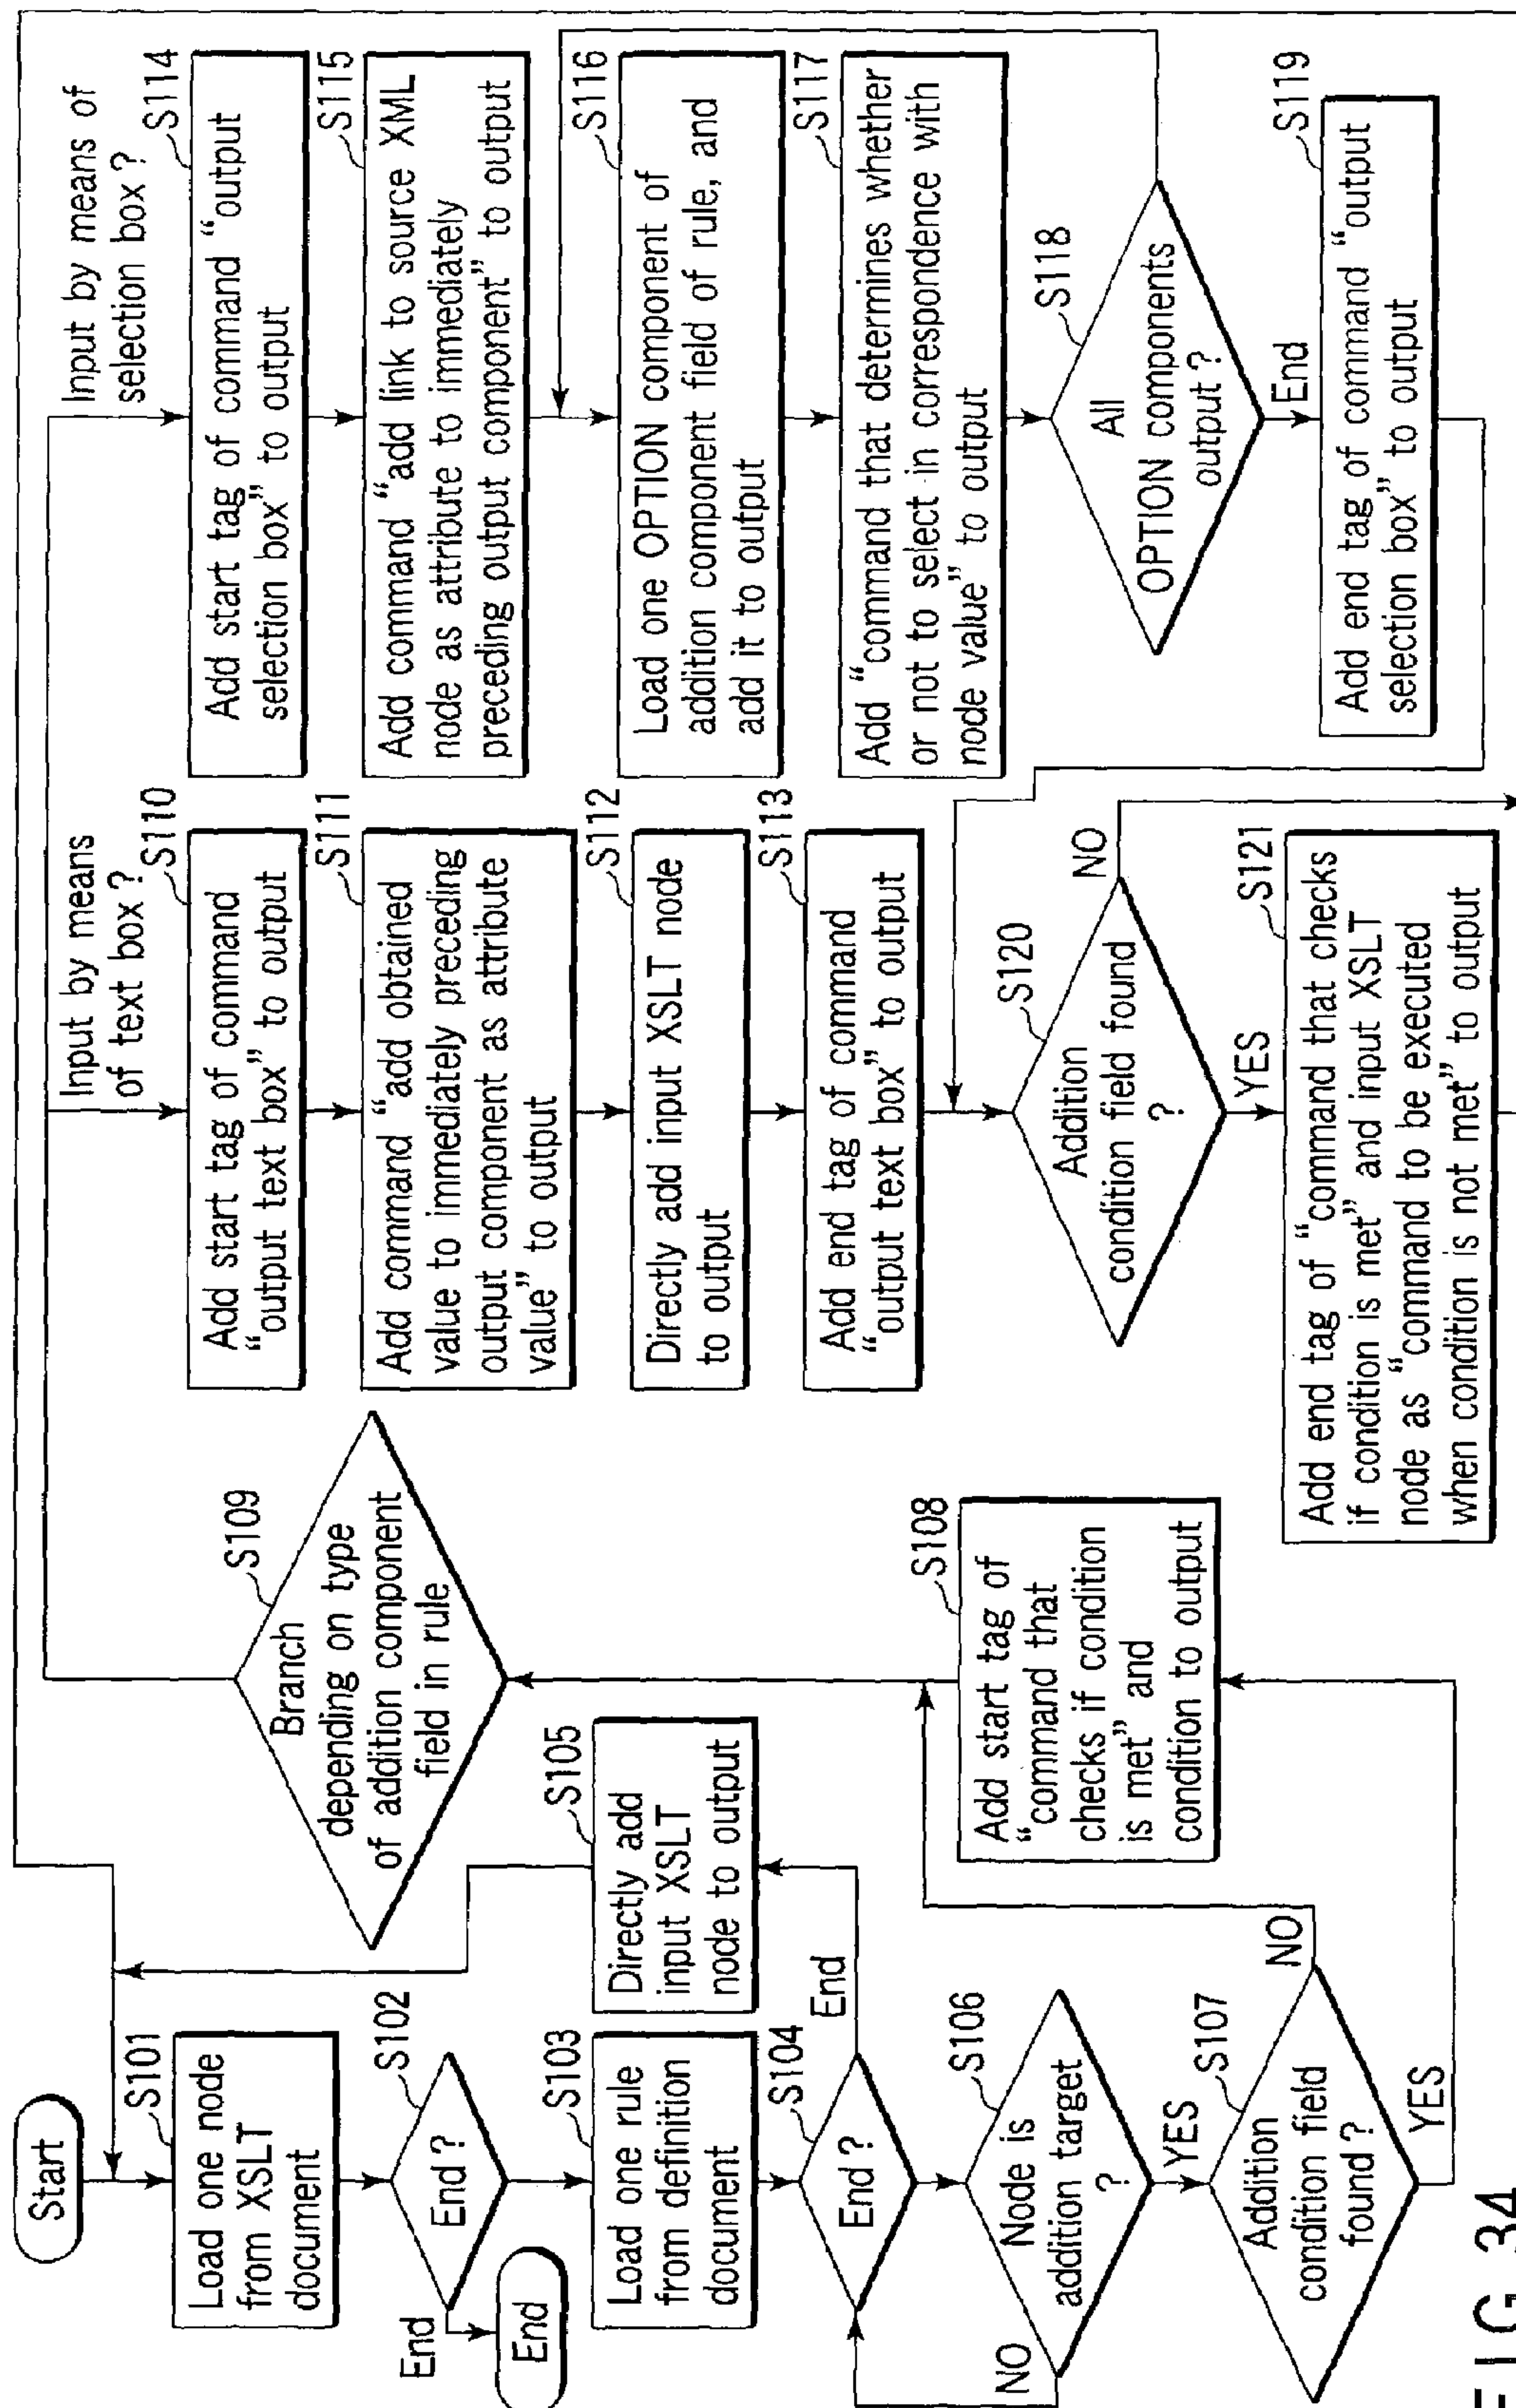 Start
S101
Load one node
from XSLT
document
S102
End ?
End
End
S103
Load one rule
from definition
document
S104
End ?
End
S105
Directly add
input XSLT
node to output
S106
Node is
addition target
?
NO
YES
S107
Addition
condition field
found ?
NO
YES
S108
Add start tag of
“command that
checks if condition
is met” and
condition to output
S109
Branch
depending on type
of addition component
field in rule
Input by means
of text box ?
S110
Add start tag of command
“output text box” to output
S111
Add command “add obtained
value to immediately preceding
output component as attribute
value” to output
S112
Directly add input XSLT node
to output
S113
Add end tag of command
“output text box” to output
Input by means of
selection box ?
S114
Add start tag of command “output
selection box” to output
S115
Add command “add link to source XML
node as attribute to immediately
preceding output component” to output
S116
Load one OPTION component of
addition component field of rule, and
add it to output
S117
Add “command that determines whether
or not to select in correspondence with
node value” to output
S118
All
OPTION components
output ?
End
S119
Add end tag of command “output
selection box” to output
S120
Addition
condition field found
?
NO
YES
S121
Add end tag of “command that checks
if condition is met” and input XSLT
node as “command to be executed
when condition is not met” to output
FIG. 34